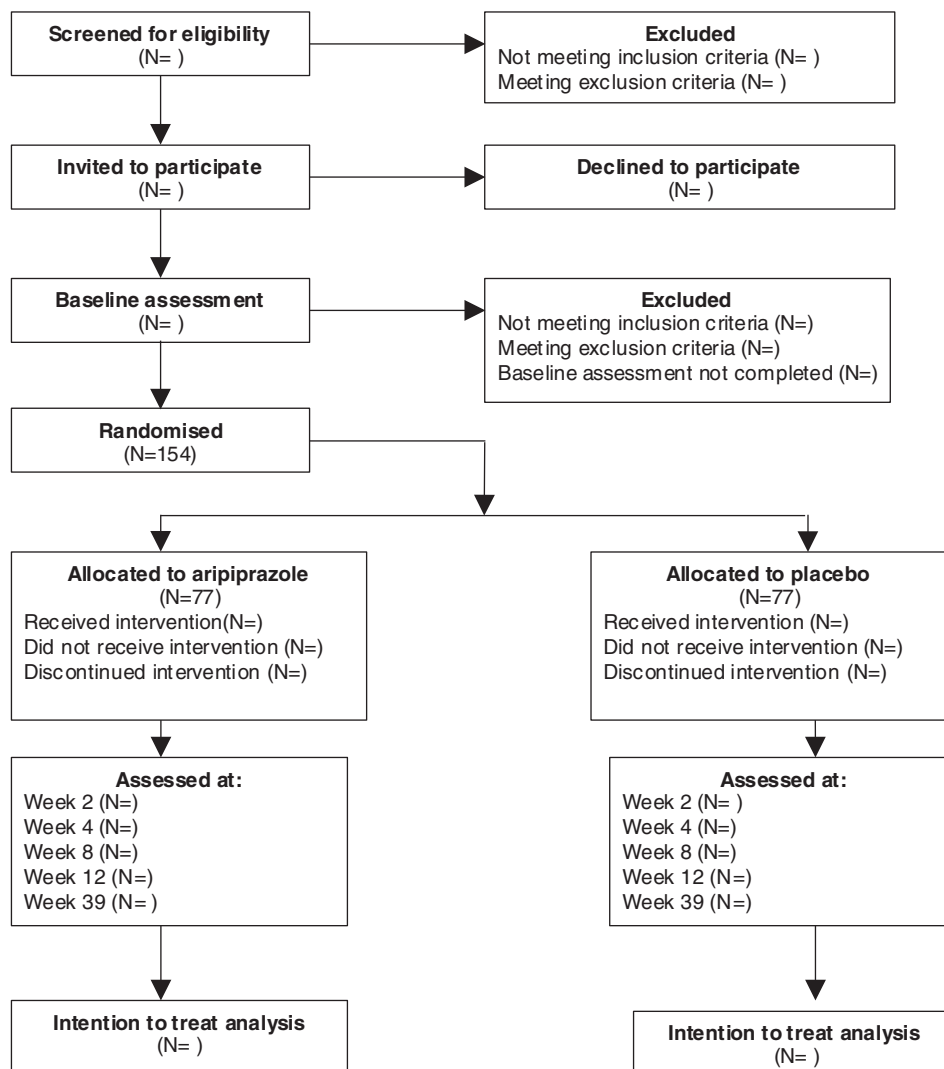 Screened for eligibility
(N= )
Excluded
Not meeting inclusion criteria (N= )
Meeting exclusion criteria (N= )
Invited to participate
(N= )
Declined to participate
(N= )
Baseline assessment
(N= )
Excluded
Not meeting inclusion criteria (N=)
Meeting exclusion criteria (N=)
Baseline assessment not completed (N=)
Randomised
(N=154)
Allocated to aripiprazole
(N=77)
Received intervention(N=)
Did not receive intervention (N=)
Discontinued intervention (N=)
Allocated to placebo
(N=77)
Received intervention (N=)
Did not receive intervention (N=)
Discontinued intervention (N=)
Assessed at:
Week 2 (N=)
Week 4 (N=)
Week 8 (N=)
Week 12 (N=)
Week 39 (N= )
Assessed at:
Week 2 (N= )
Week 4 (N=)
Week 8 (N=)
Week 12 (N=)
Week 39 (N=)
Intention to treat analysis
(N= )
Intention to treat analysis
(N= )